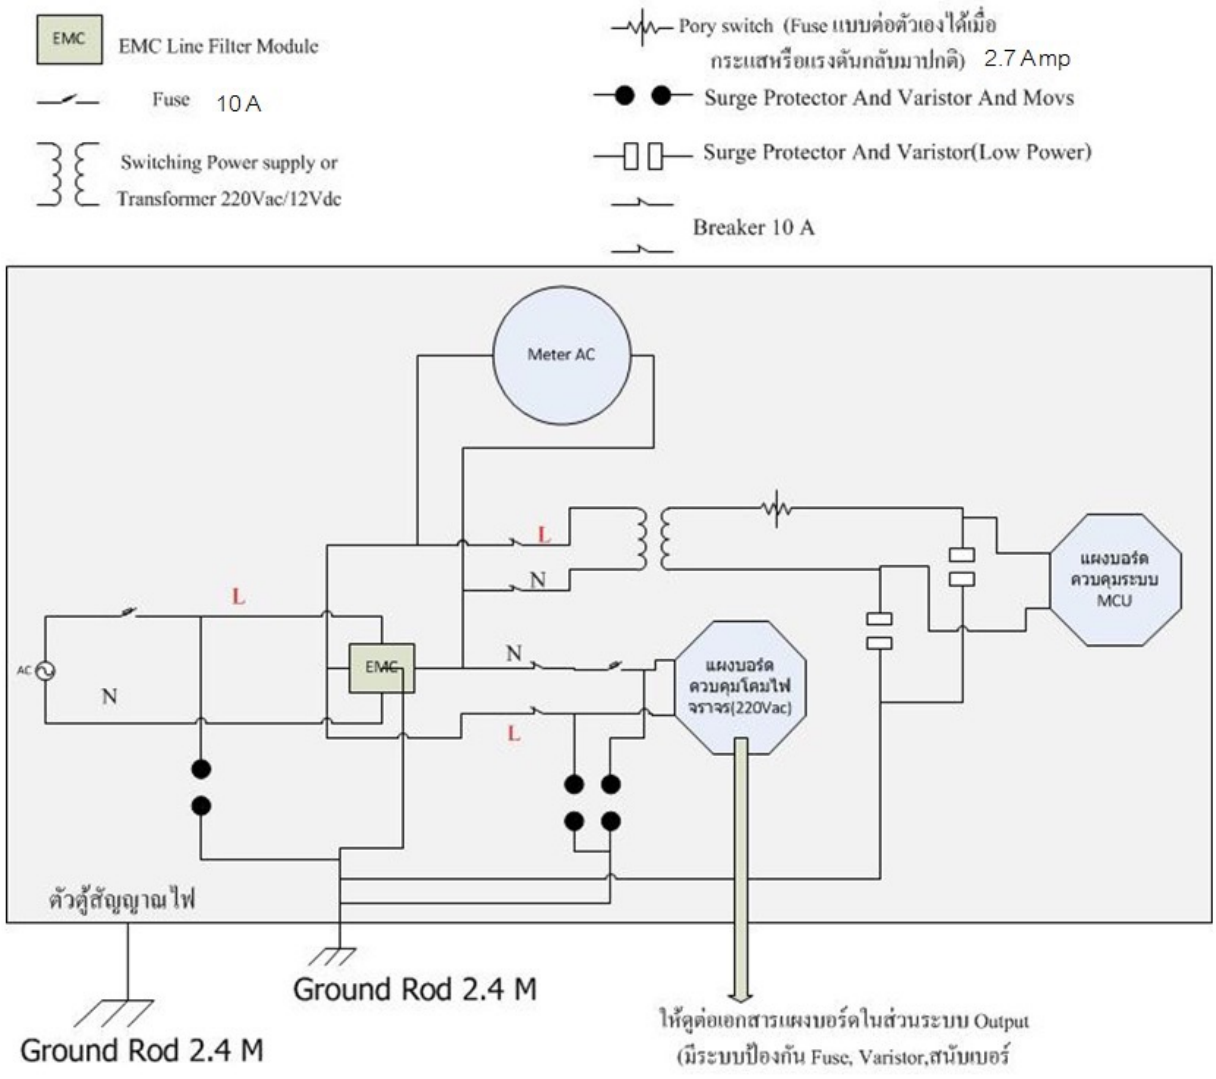 EMC
EMC Line Filter Module
Fuse 10 A
Switching Power supply or
Transformer 220Vac/12Vdc
Pory switch (Fuse แบบต่อตัวเองได้เมื่อ
กระแสหรือแรงดันกลับมาปกติ) 2.7 Amp
Surge Protector And Varistor And Movs
Surge Protector And Varistor(Low Power)
Breaker 10 A
Meter AC
L
N
แผงบอร์ด
ควบคุมระบบ
MCU
L
AC
N
EMC
N
L
แผงบอร์ด
ควบคุมโคมไฟ
จราจร(220Vac)
ตัวตู้สัญญาณไฟ
Ground Rod 2.4 M
Ground Rod 2.4 M
ให้ดูต่อเอกสารแผงบอร์ดในส่วนระบบ Output
(มีระบบป้องกัน Fuse, Varistor,สนับเบอร์